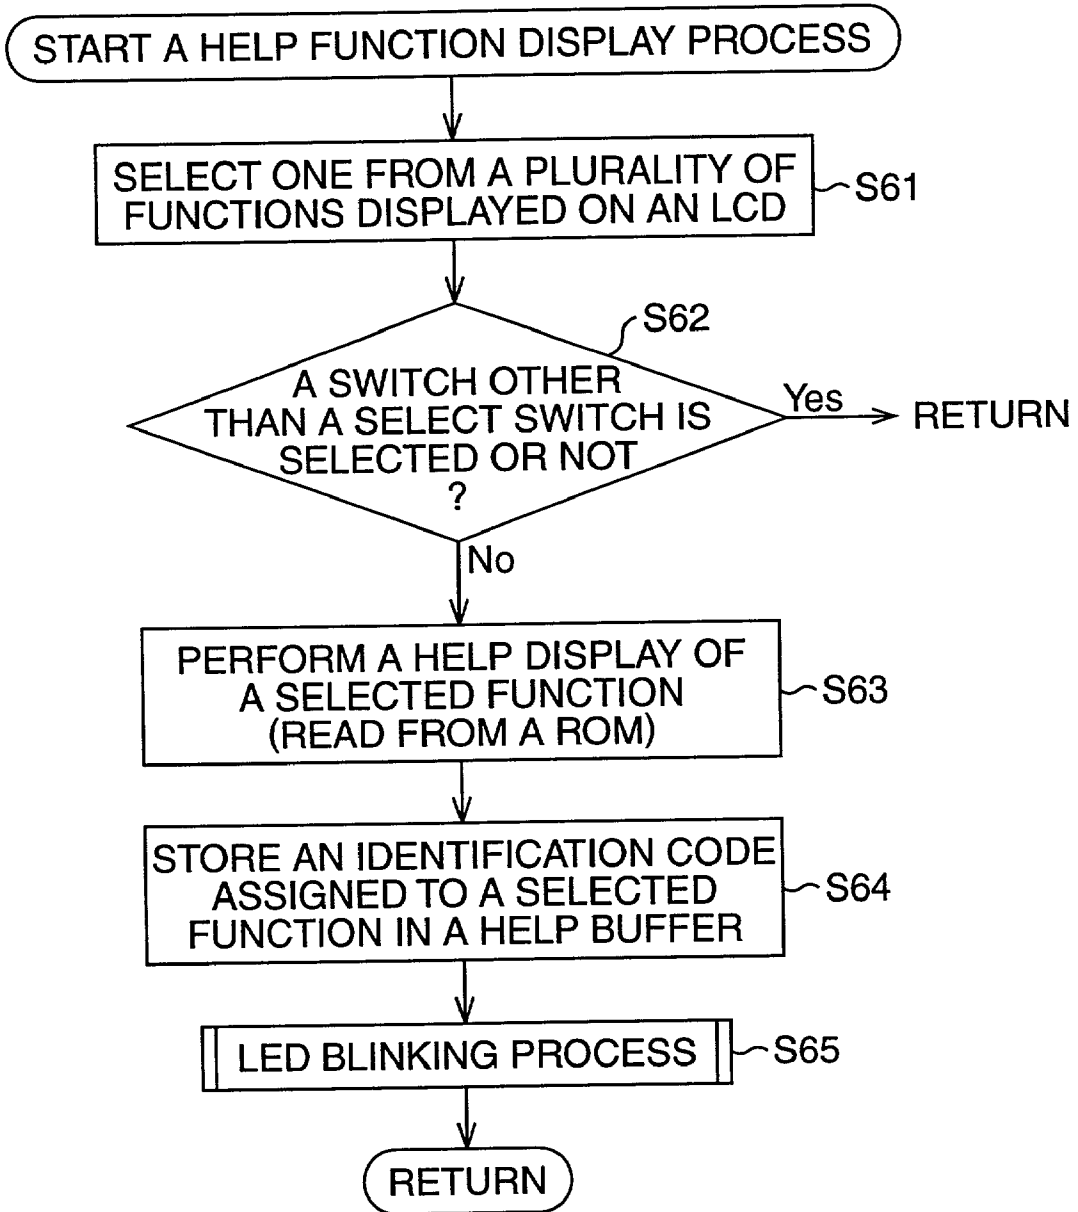 START A HELP FUNCTION DISPLAY PROCESS
SELECT ONE FROM A PLURALITY OF
FUNCTIONS DISPLAYED ON AN LCD
S61
S62
A SWITCH OTHER
THAN A SELECT SWITCH IS
SELECTED OR NOT
?
Yes
RETURN
No
PERFORM A HELP DISPLAY OF
A SELECTED FUNCTION
(READ FROM A ROM)
S63
STORE AN IDENTIFICATION CODE
ASSIGNED TO A SELECTED
FUNCTION IN A HELP BUFFER
S64
LED BLINKING PROCESS
S65
RETURN